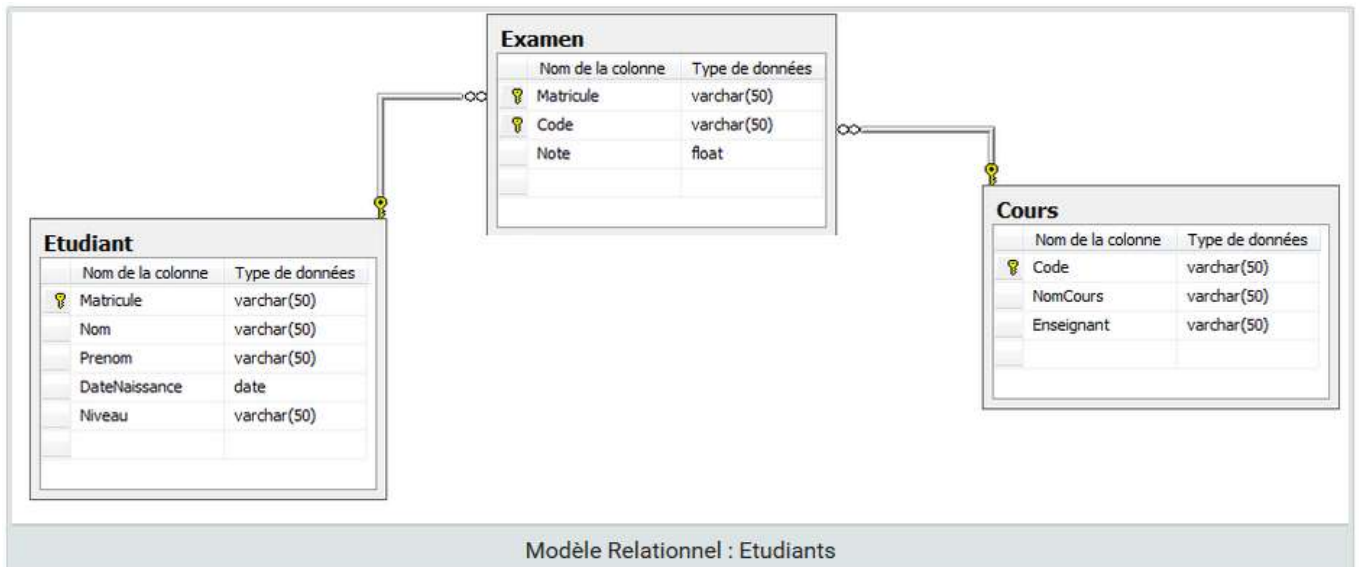 Examen
Nom de la colonne Type de données
Matricule varchar(50)
Code varchar(50)
Note float
Etudiant
Nom de la colonne Type de données
Matricule varchar(50)
Nom varchar(50)
Prenom varchar(50)
DateNaissance date
Niveau varchar(50)
Cours
Nom de la colonne Type de données
Code varchar(50)
NomCours varchar(50)
Enseignant varchar(50)
Modèle Relationnel : Etudiants